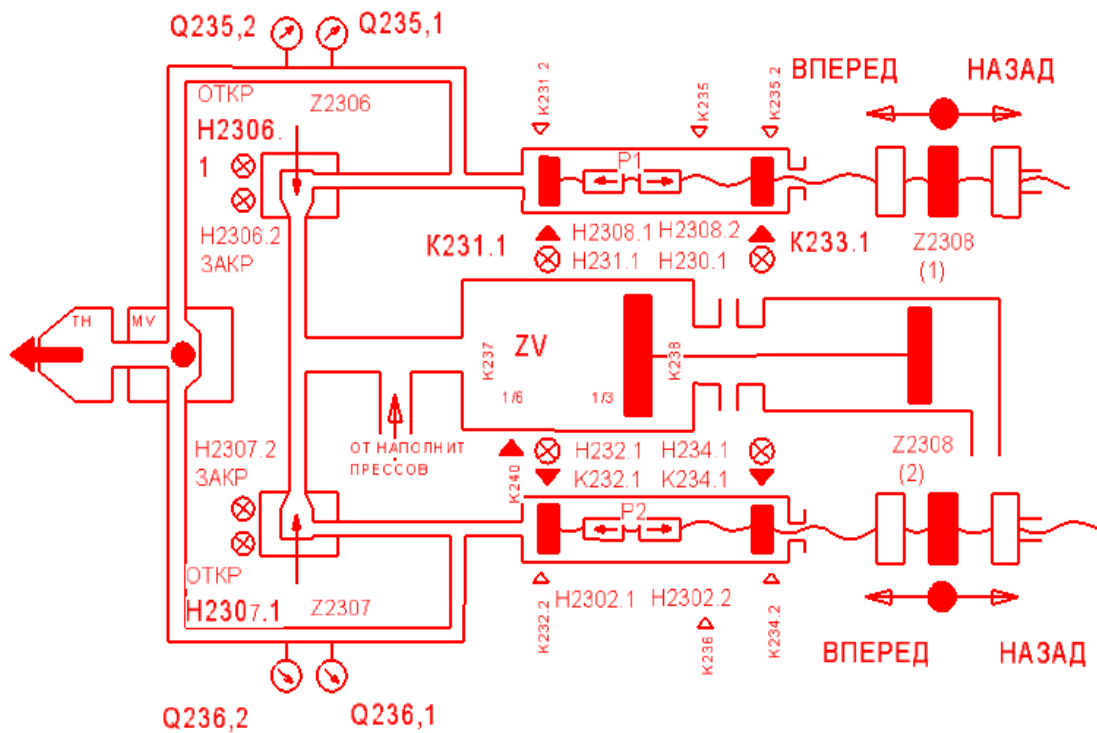 Q235,2
Q235,1
ВПЕРЕД
НАЗАД
К231.2
К235
К235.2
ОТКР
Z2306
Н2306.
1
Р1
Н2306.2
ЗАКР
К231.1
Н2308.1
Н2308.2
К233.1
Н231.1
Н230.1
Z2308
(1)
ТН
MV
К237
ZV
К238
1/6
1/3
Н2307.2
ЗАКР
ОТ НАПОЛНИТ
ПРЕССОВ
К240
Н232.1
Н234.1
К232.1
К234.1
Z2308
(2)
Р2
ОТКР
Н2307.1
Z2307
К232.2
Н2302.1
Н2302.2
К236
К234.2
ВПЕРЕД
НАЗАД
Q236,2
Q236,1